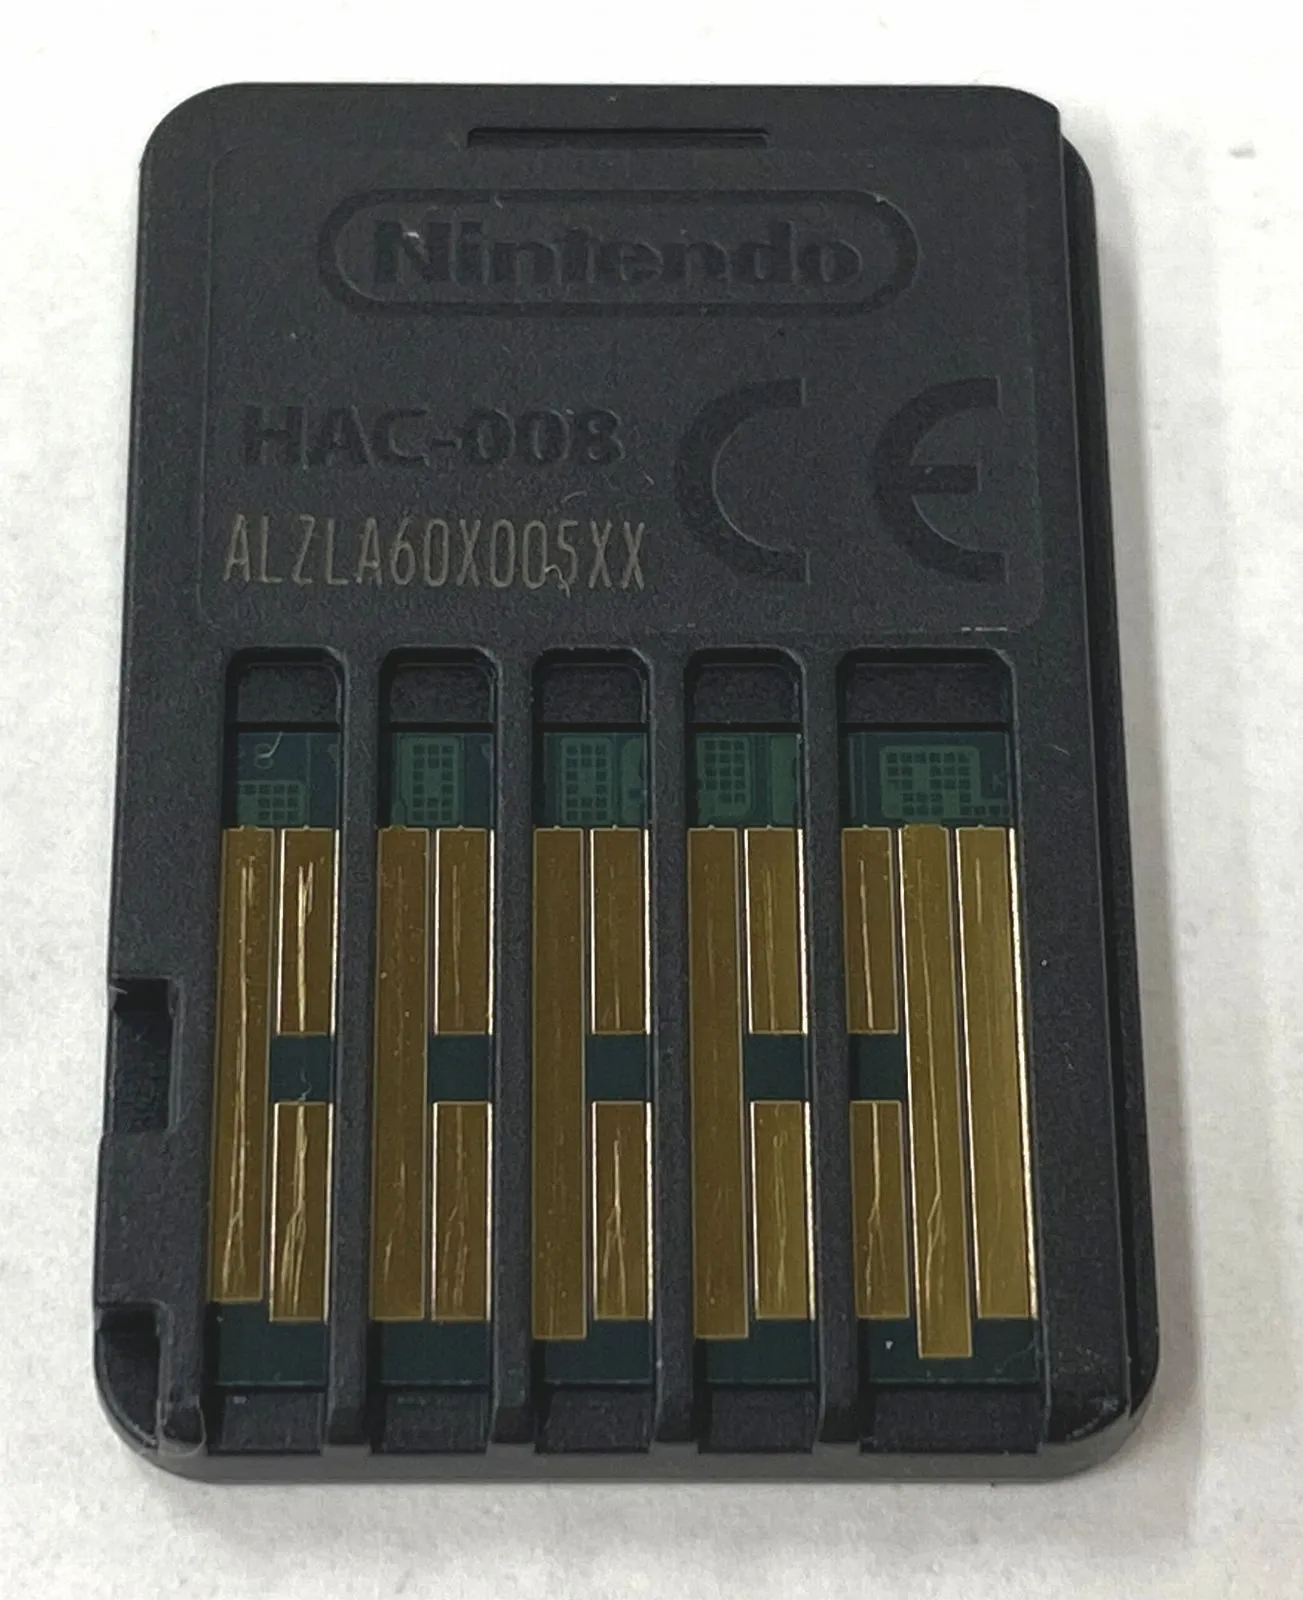 Nintendo
HAC-008
CE
ALZLA60X005XX